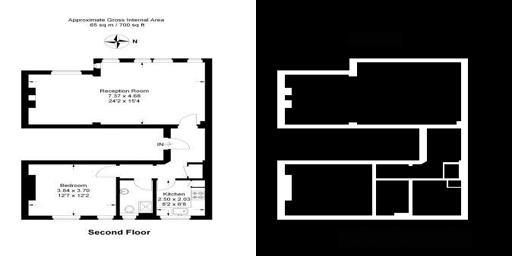 Approximate Gross Internal Area
65 sq m / 700 sq ft
N
Reception Room
7.37 x 4.68
24'2 x 15'4
IN
Bedroom
3.84 x 3.70
12'7 x 12'2
Kitchen
2.50 x 2.03
8'2 x 6'8
Second Floor